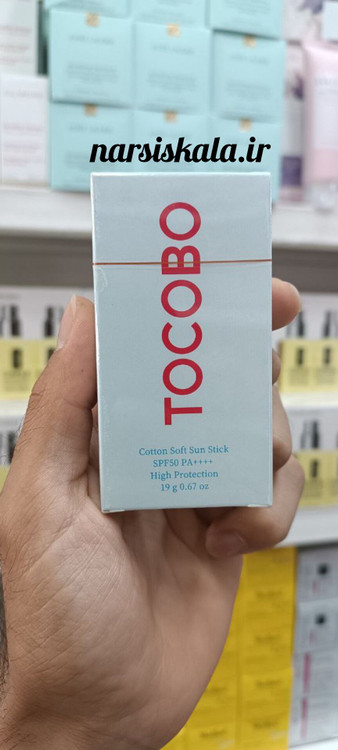 narsiskala.ir
TOCOBO
Cotton Soft Sun Stick
SPF50 PA++++
High Protection
19 g 0.67 oz